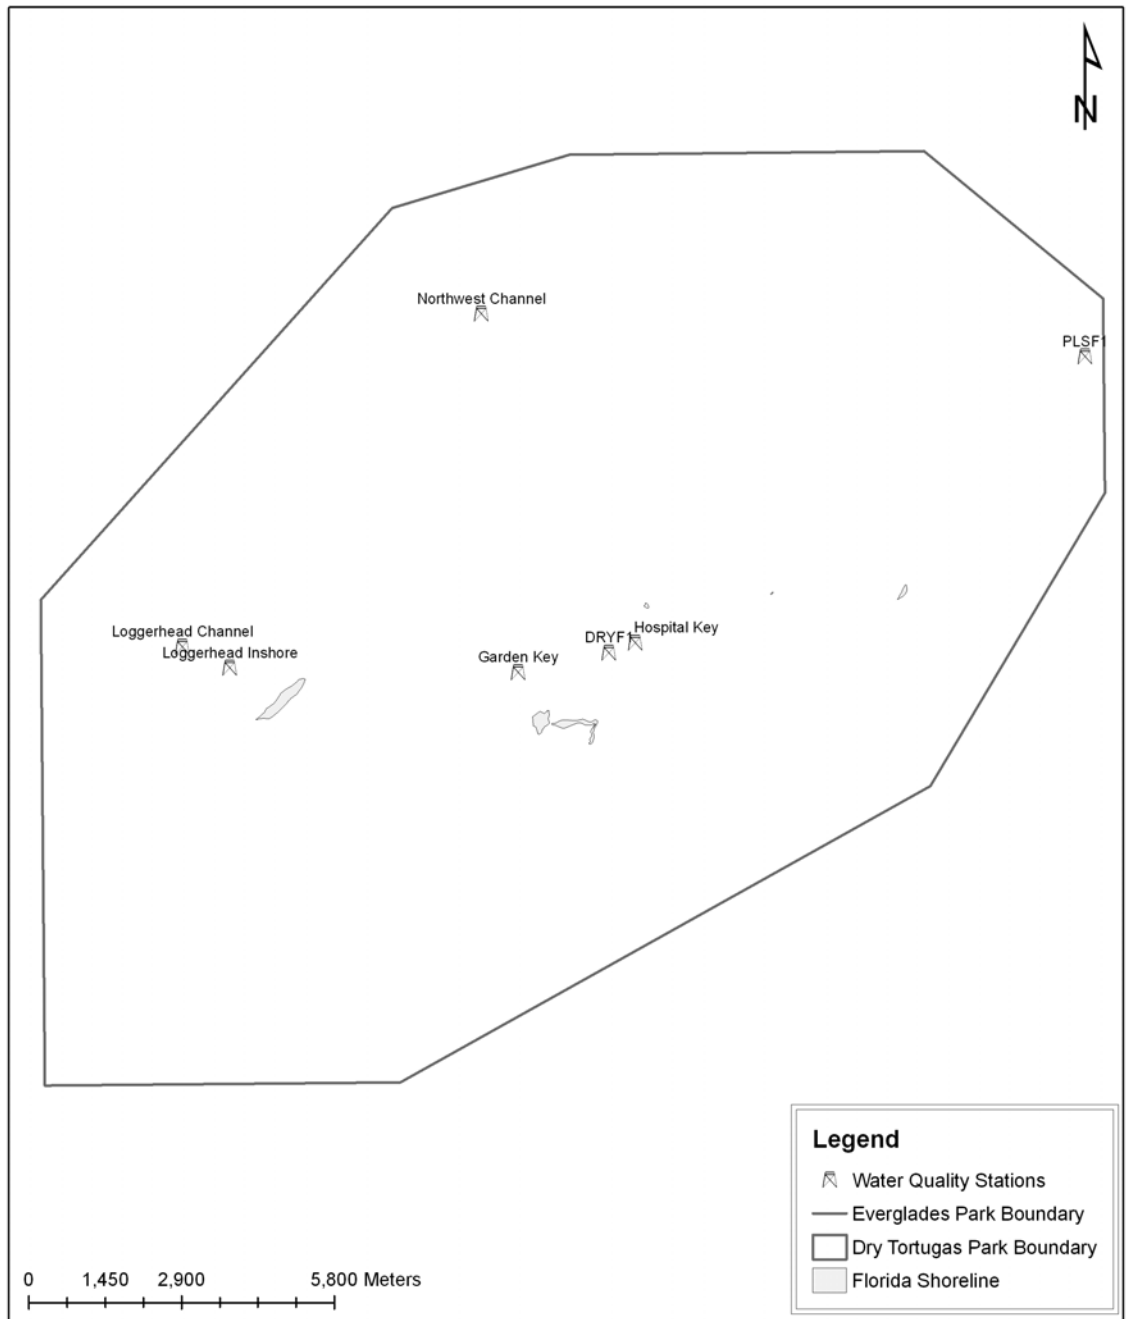 N
Northwest Channel
PLSF1
Loggerhead Channel
Hospital Key
DRYF1
Loggerhead Inshore
Garden Key
Legend
Water Quality Stations
Everglades Park Boundary
Dry Tortugas Park Boundary
Florida Shoreline
0 1,450 2,900 5,800 Meters